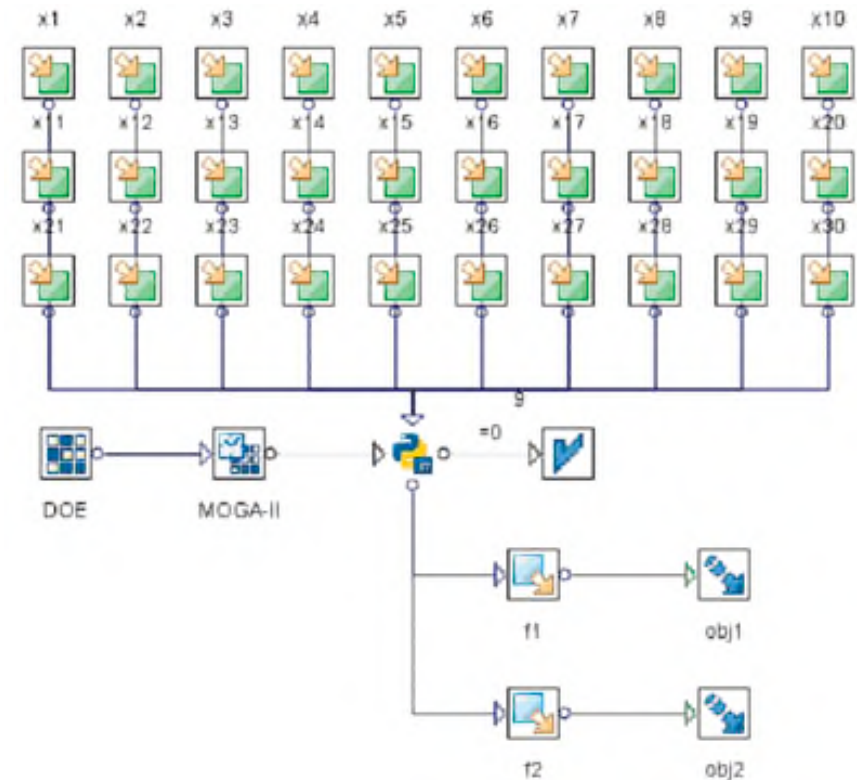 x1 x2 x3 x4 x5 x6 x7 x8 x9 x10
x11 x12 x13 x14 x15 x16 x17 x18 x19 x20
x21 x22 x23 x24 x25 x26 x27 x28 x29 x30
9
=0
DOE MOGA-II
f1 obj1
f2 obj2